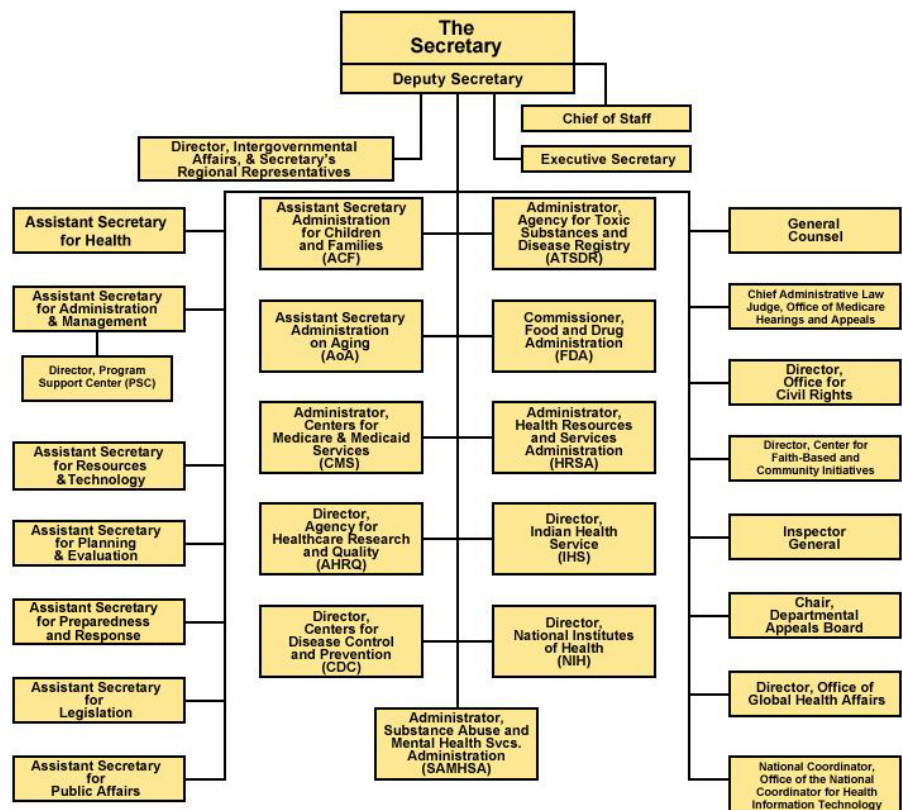 The
Secretary
Deputy Secretary
Chief of Staff
Director, Intergovernmental
Affairs, & Secretary's
Regional Representatives
Executive Secretary
Assistant Secretary
for Health
Assistant Secretary
for Administration
& Management
Director, Program
Support Center (PSC)
Assistant Secretary
for Resources
& Technology
Assistant Secretary
for Planning
& Evaluation
Assistant Secretary
for Preparedness
and Response
Assistant Secretary
for
Legislation
Assistant Secretary
for
Public Affairs
Assistant Secretary
Administration
for Children
and Families
(ACF)
Assistant Secretary
Administration
on Aging
(AoA)
Administrator,
Centers for
Medicare & Medicaid
Services
(CMS)
Director,
Agency for
Healthcare Research
and Quality
(AHRQ)
Director,
Centers for
Disease Control
and Prevention
(CDC)
Administrator,
Agency for Toxic
Substances and
Disease Registry
(ATSDR)
Commissioner,
Food and Drug
Administration
(FDA)
Administrator,
Health Resources
and Services
Administration
(HRSA)
Director,
Indian Health
Service
(IHS)
Director,
National Institutes
of Health
(NIH)
Administrator,
Substance Abuse and
Mental Health Svcs.
Administration
(SAMHSA)
General
Counsel
Chief Administrative Law
Judge, Office of Medicare
Hearings and Appeals
Director,
Office for
Civil Rights
Director, Center for
Faith-Based and
Community Initiatives
Inspector
General
Chair,
Departmental
Appeals Board
Director, Office of
Global Health Affairs
National Coordinator,
Office of the National
Coordinator for Health
Information Technology